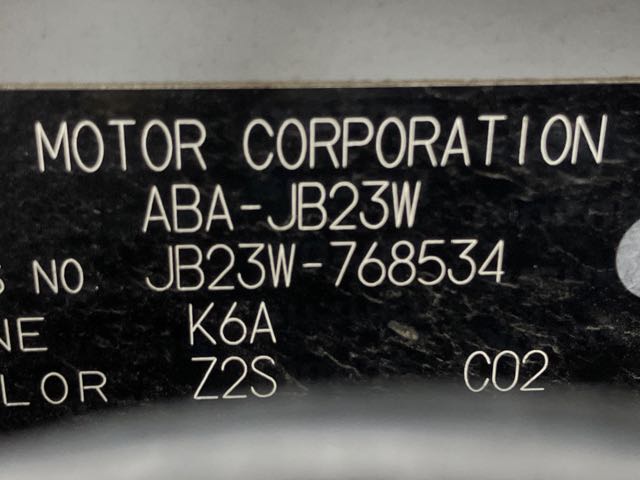 MOTOR CORPORATION
ABA-JB23W
S NO. JB23W-768534
NE K6A
LOR Z2S C02